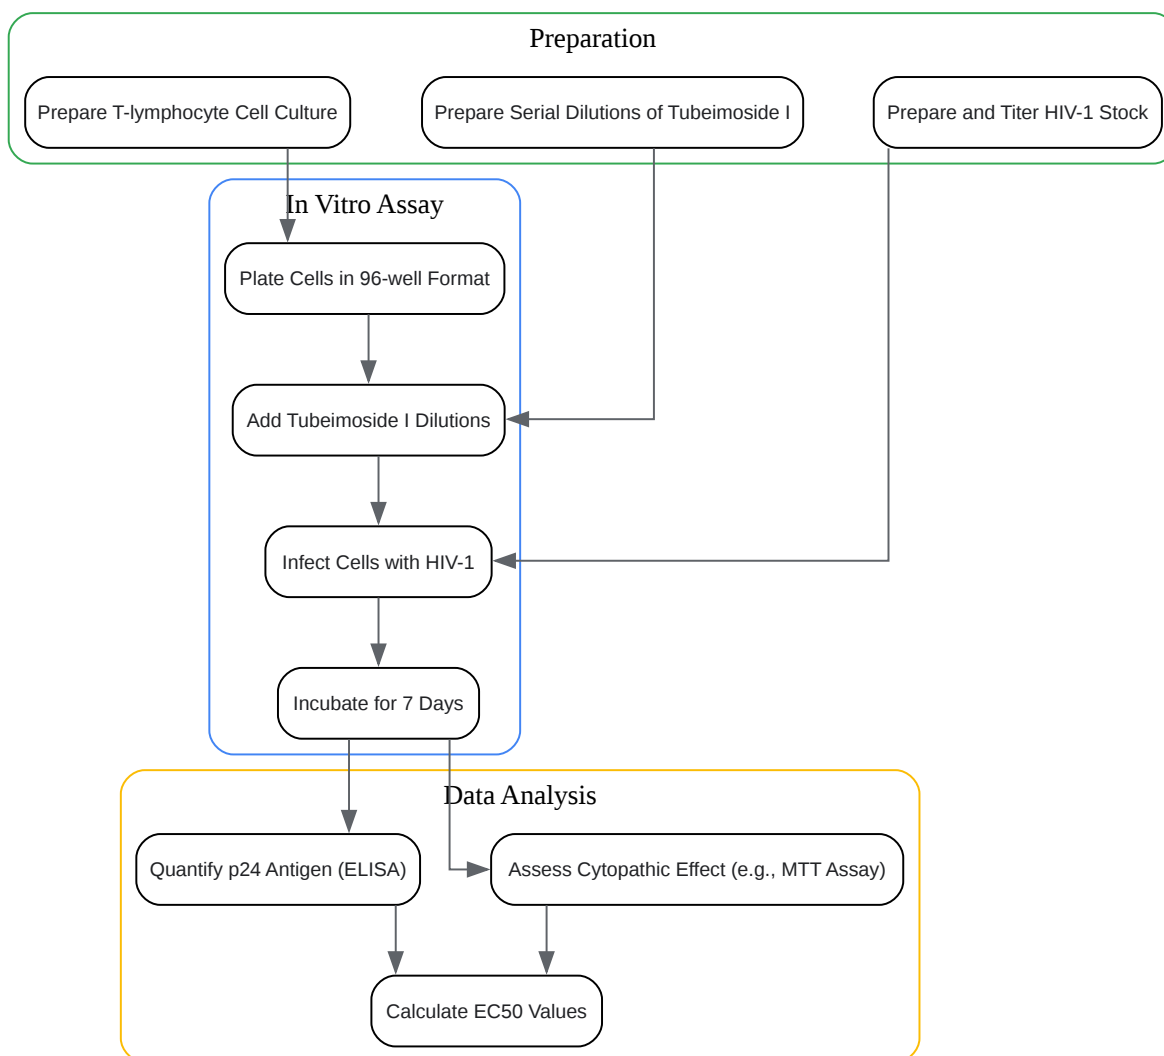 Preparation
Prepare T-lymphocyte Cell Culture
Prepare Serial Dilutions of Tubeimoside I
Prepare and Titer HIV-1 Stock
In Vitro Assay
Plate Cells in 96-well Format
Add Tubeimoside I Dilutions
Infect Cells with HIV-1
Incubate for 7 Days
Data Analysis
Quantify p24 Antigen (ELISA)
Assess Cytopathic Effect (e.g., MTT Assay)
Calculate EC50 Values